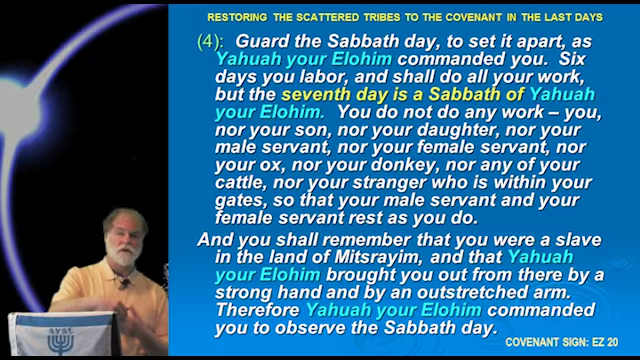 RESTORING THE SCATTERED TRIBES TO THE COVENANT IN THE LAST DAYS
(4): Guard the Sabbath day, to set it apart, as
Yahuah your Elohim commanded you. Six
days you labor, and shall do all your work,
but the seventh day is a Sabbath of Yahuah
your Elohim. You do not do any work – you,
nor your son, nor your daughter, nor your
male servant, nor your female servant, nor
your ox, nor your donkey, nor any of your
cattle, nor your stranger who is within your
gates, so that your male servant and your
female servant rest as you do.
And you shall remember that you were a slave
in the land of Mitsrayim, and that Yahuah
your Elohim brought you out from there by a
strong hand and by an outstretched arm.
Therefore Yahuah your Elohim commanded
you to observe the Sabbath day.
COVENANT SIGN: EZ 20